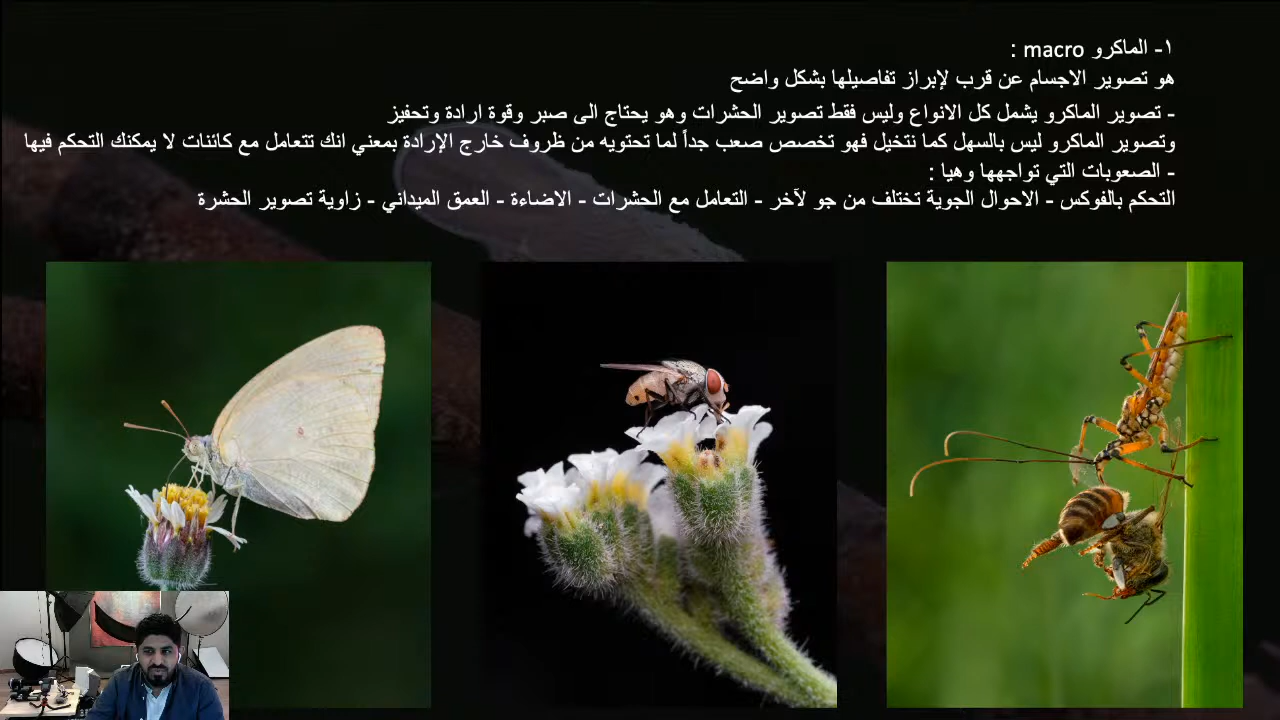 ١- الماكرو macro :
هو تصوير الاجسام عن قرب لإبراز تفاصيلها بشكل واضح
- تصوير الماكرو يشمل كل الانواع وليس فقط تصوير الحشرات وهو يحتاج الى صبر وقوة ارادة وتحفيز
وتصوير الماكرو ليس بالسهل كما نتخيل فهو تخصص صعب جداً لما تحتويه من ظروف خارج الإرادة بمعني انك تتعامل مع كائنات لا يمكنك التحكم فيها
- الصعوبات التي تواجهها وهيا :
التحكم بالفوكس - الاحوال الجوية تختلف من جو لآخر - التعامل مع الحشرات - الاضاءة - العمق الميداني - زاوية تصوير الحشرة